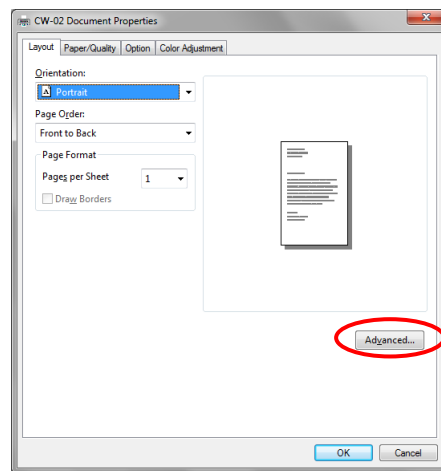 CW-02 Document Properties
Layout Paper/Quality Option Color Adjustment
Orientation:
A Portrait
Page Order:
Front to Back
Page Format
Pages per Sheet 1
Draw Borders
Advanced...
OK Cancel